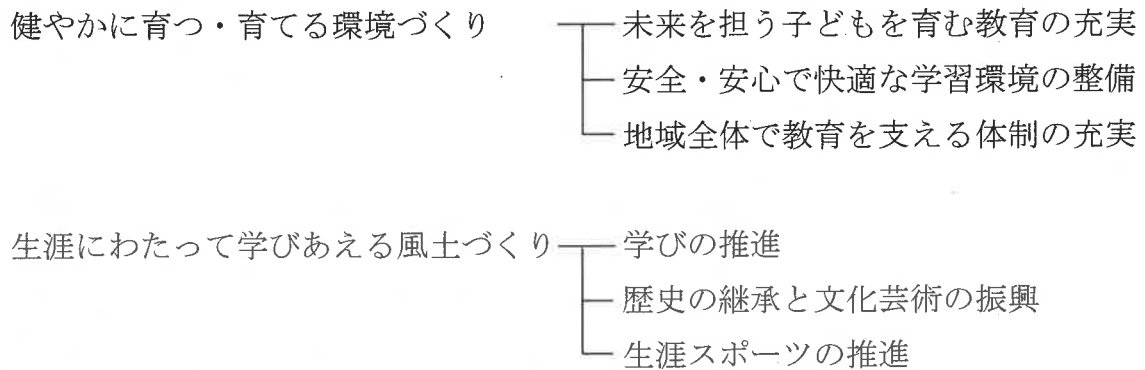 健やかに育つ・育てる環境づくり 未来を担う子どもを育む教育の充実
安全・安心で快適な学習環境の整備
地域全体で教育を支える体制の充実
生涯にわたって学びあえる風土づくり 学びの推進
歴史の継承と文化芸術の振興
生涯スポーツの推進